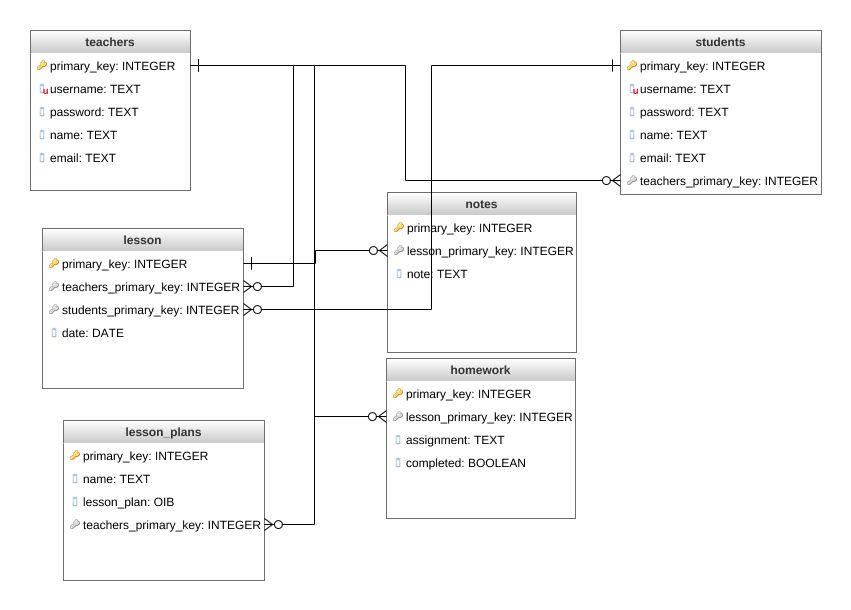 teachers
primary_key: INTEGER
username: TEXT
password: TEXT
name: TEXT
email: TEXT
students
primary_key: INTEGER
username: TEXT
password: TEXT
name: TEXT
email: TEXT
teachers_primary_key: INTEGER
lesson
primary_key: INTEGER
teachers_primary_key: INTEGER
students_primary_key: INTEGER
date: DATE
notes
primary_key: INTEGER
lesson_primary_key: INTEGER
note: TEXT
homework
primary_key: INTEGER
lesson_primary_key: INTEGER
assignment: TEXT
completed: BOOLEAN
lesson_plans
primary_key: INTEGER
name: TEXT
lesson_plan: OIB
teachers_primary_key: INTEGER